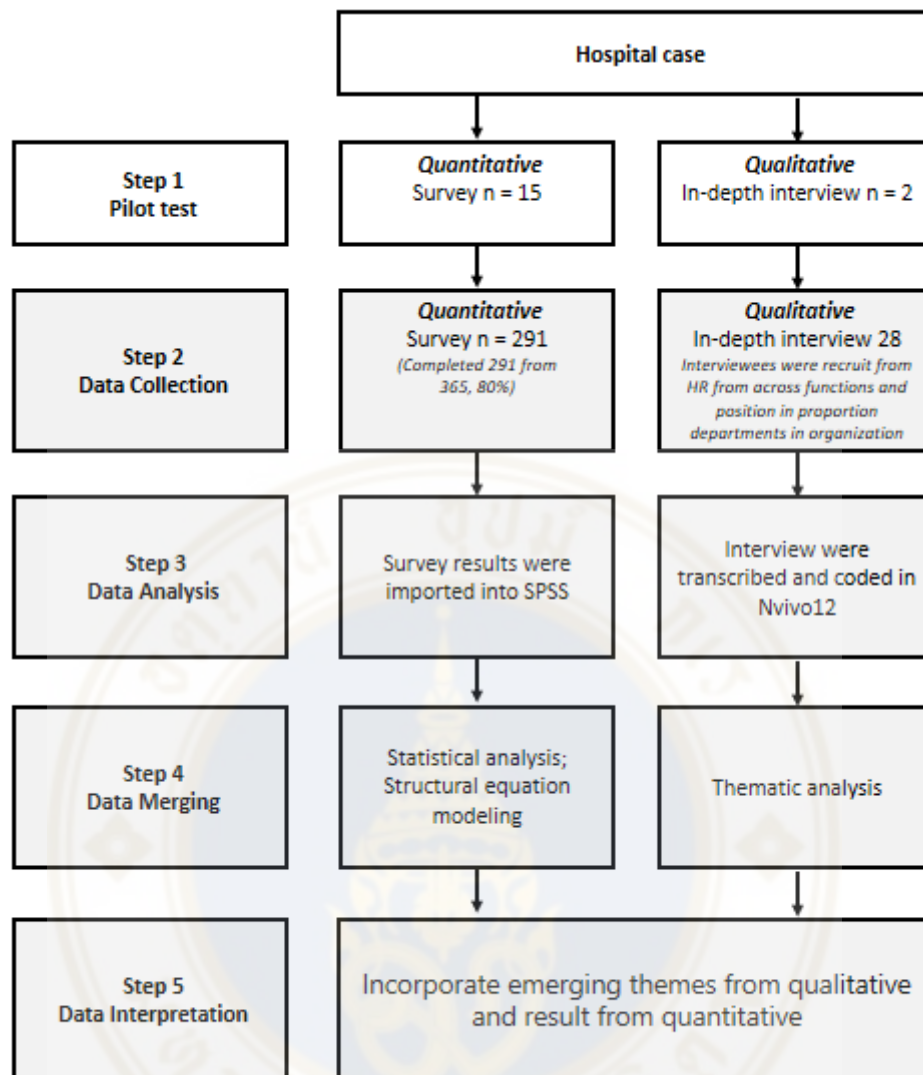 Hospital case
Step 1
Pilot test
Quantitative
Survey n = 15
Qualitative
In-depth interview n = 2
Step 2
Data Collection
Quantitative
Survey n = 291
(Completed 291 from
365, 80%)
Qualitative
In-depth interview 28
Interviewees were recruit from
HR from across functions and
position in proportion
departments in organization
Step 3
Data Analysis
Survey results were
imported into SPSS
Interview were
transcribed and coded in
Nvivo12
Step 4
Data Merging
Statistical analysis;
Structural equation
modeling
Thematic analysis
Step 5
Data Interpretation
Incorporate emerging themes from qualitative
and result from quantitative